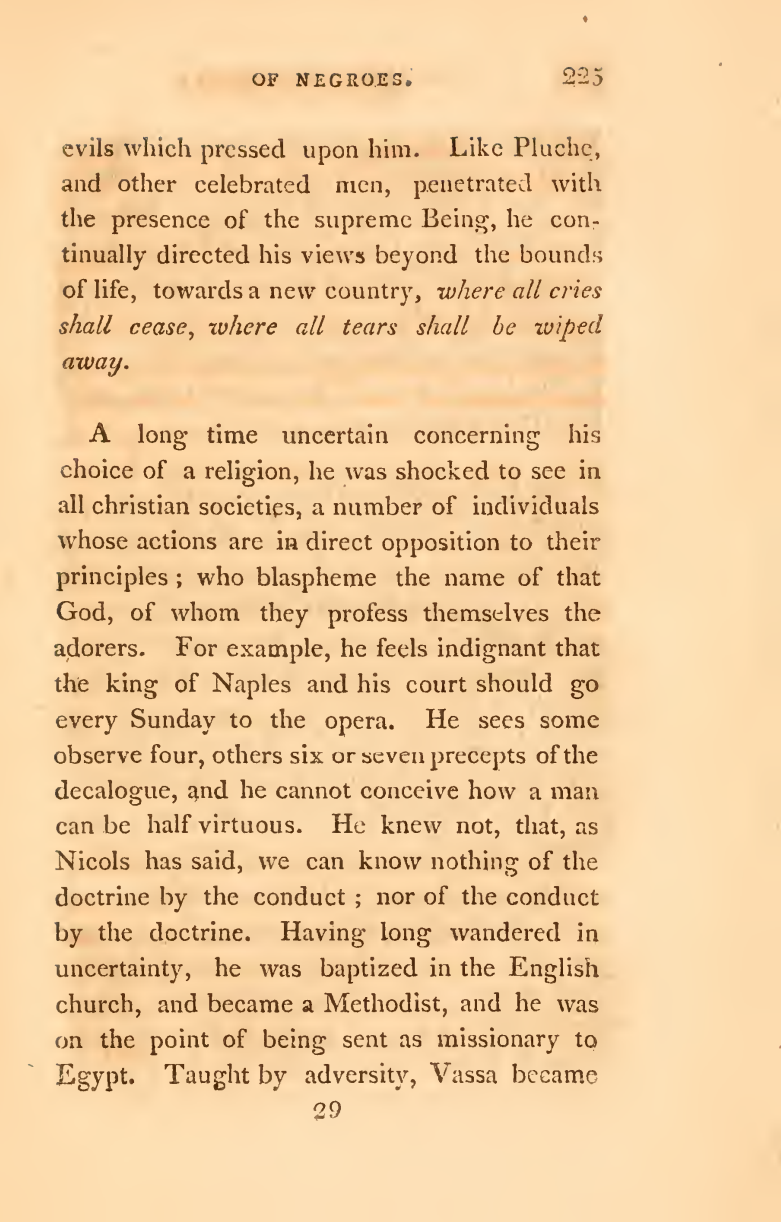 OF NEGROES. 225
evils which pressed upon him. Like Pluche,
and other celebrated men, penetrated with
the presence of the supreme Being, he con-
tinually directed his views beyond the bounds
of life, towards a new country, where all cries
shall cease, where all tears shall be wiped
away.
A long time uncertain concerning his
choice of a religion, he was shocked to see in
all christian societies, a number of individuals
whose actions are in direct opposition to their
principles ; who blaspheme the name of that
God, of whom they profess themselves the
adorers. For example, he feels indignant that
the king of Naples and his court should go
every Sunday to the opera. He sees some
observe four, others six or seven precepts of the
decalogue, and he cannot conceive how a man
can be half virtuous. He knew not, that, as
Nicols has said, we can know nothing of the
doctrine by the conduct ; nor of the conduct
by the doctrine. Having long wandered in
uncertainty, he was baptized in the English
church, and became a Methodist, and he was
on the point of being sent as missionary to
Egypt. Taught by adversity, Vassa became
29